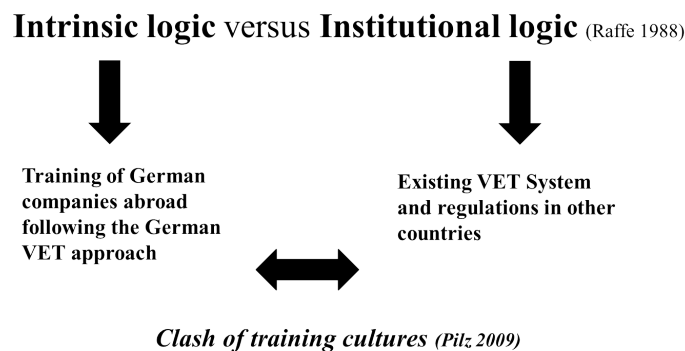 Intrinsic logic versus Institutional logic (Raffe 1988)
Training of German
companies abroad
following the German
VET approach
Existing VET System
and regulations in other
countries
Clash of training cultures (Pilz 2009)